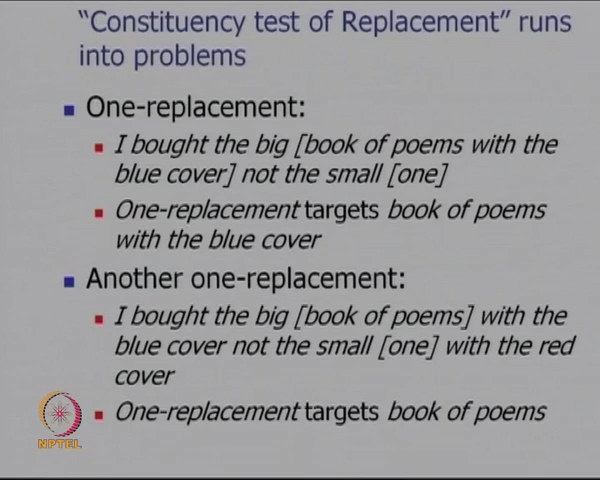 “Constituency test of Replacement” runs
into problems
One-replacement:
I bought the big [book of poems with the
blue cover] not the small [one]
One-replacement targets book of poems
with the blue cover
Another one-replacement:
I bought the big [book of poems] with the
blue cover not the small [one] with the red
cover
One-replacement targets book of poems
NPTEL